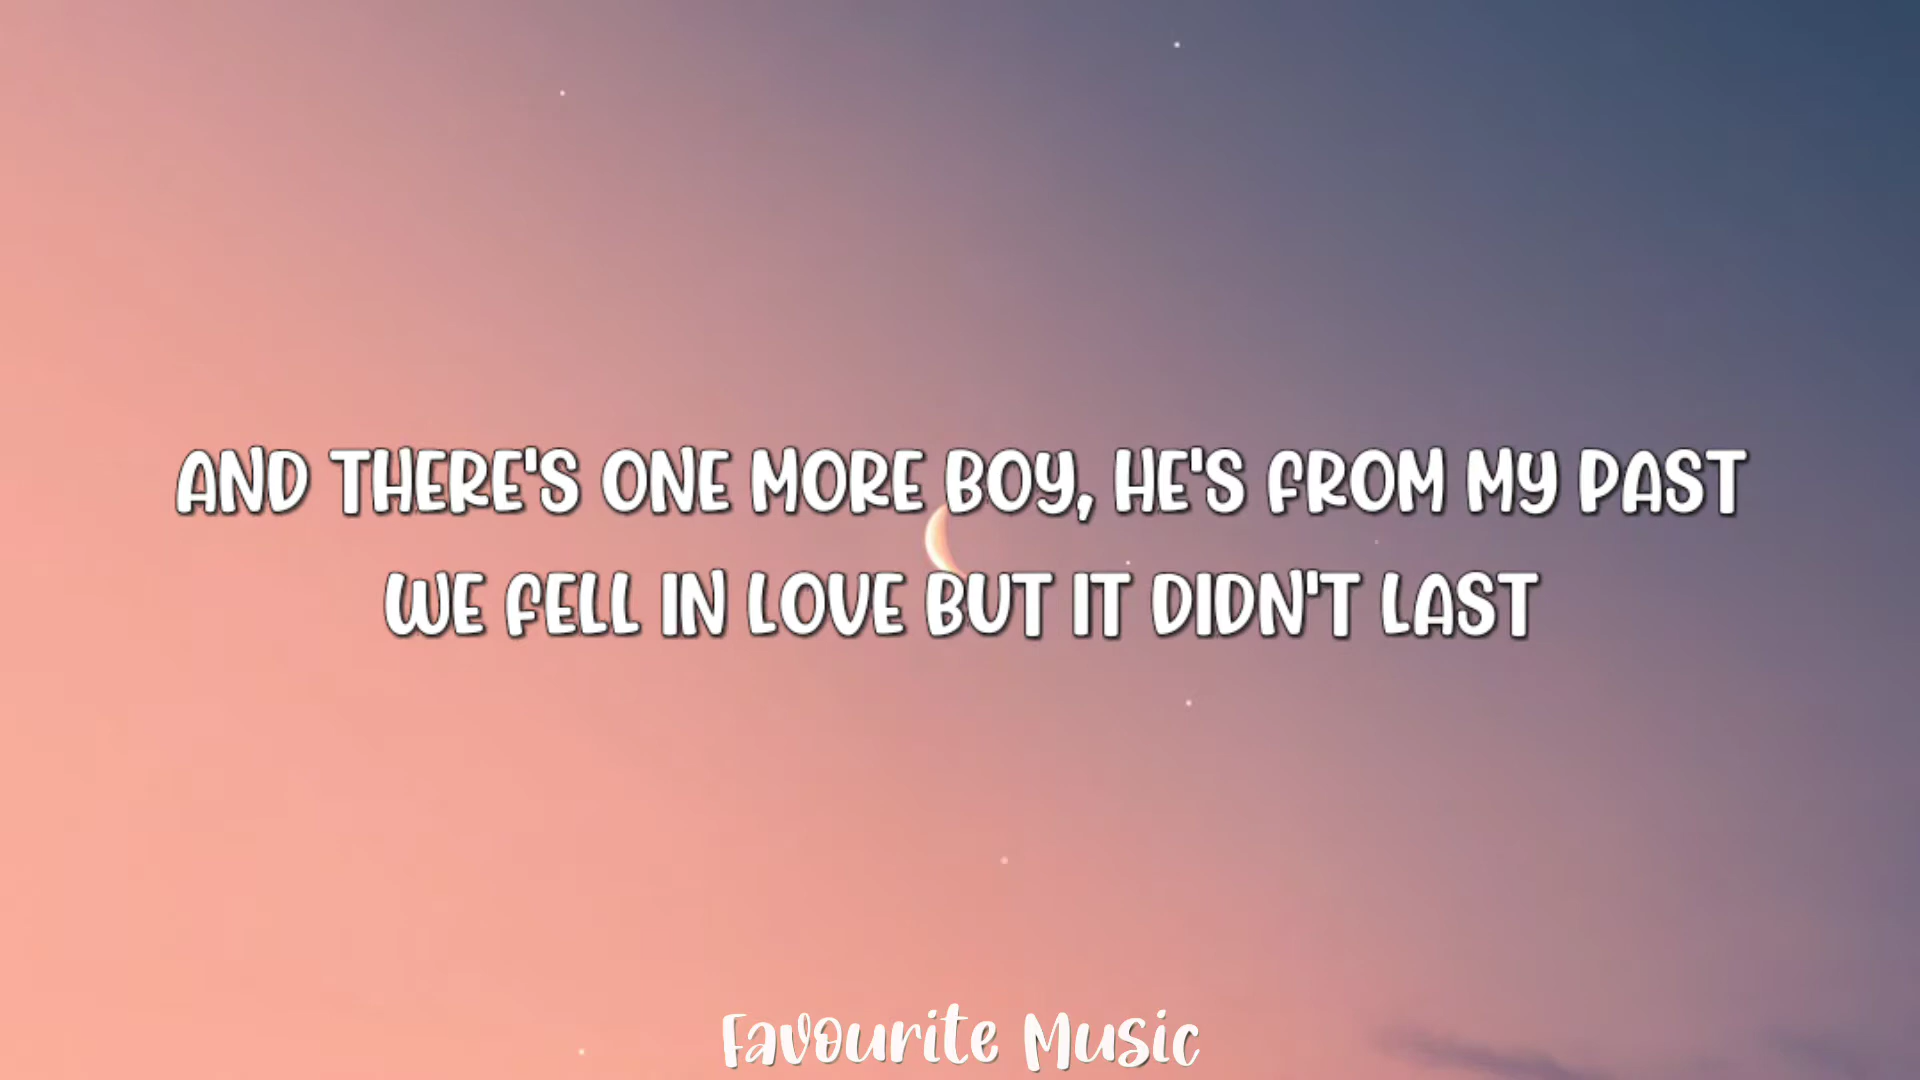 AND THERE'S ONE MORE BOY, HE'S FROM MY PAST
WE FELL IN LOVE BUT IT DIDN'T LAST
Favourite Music